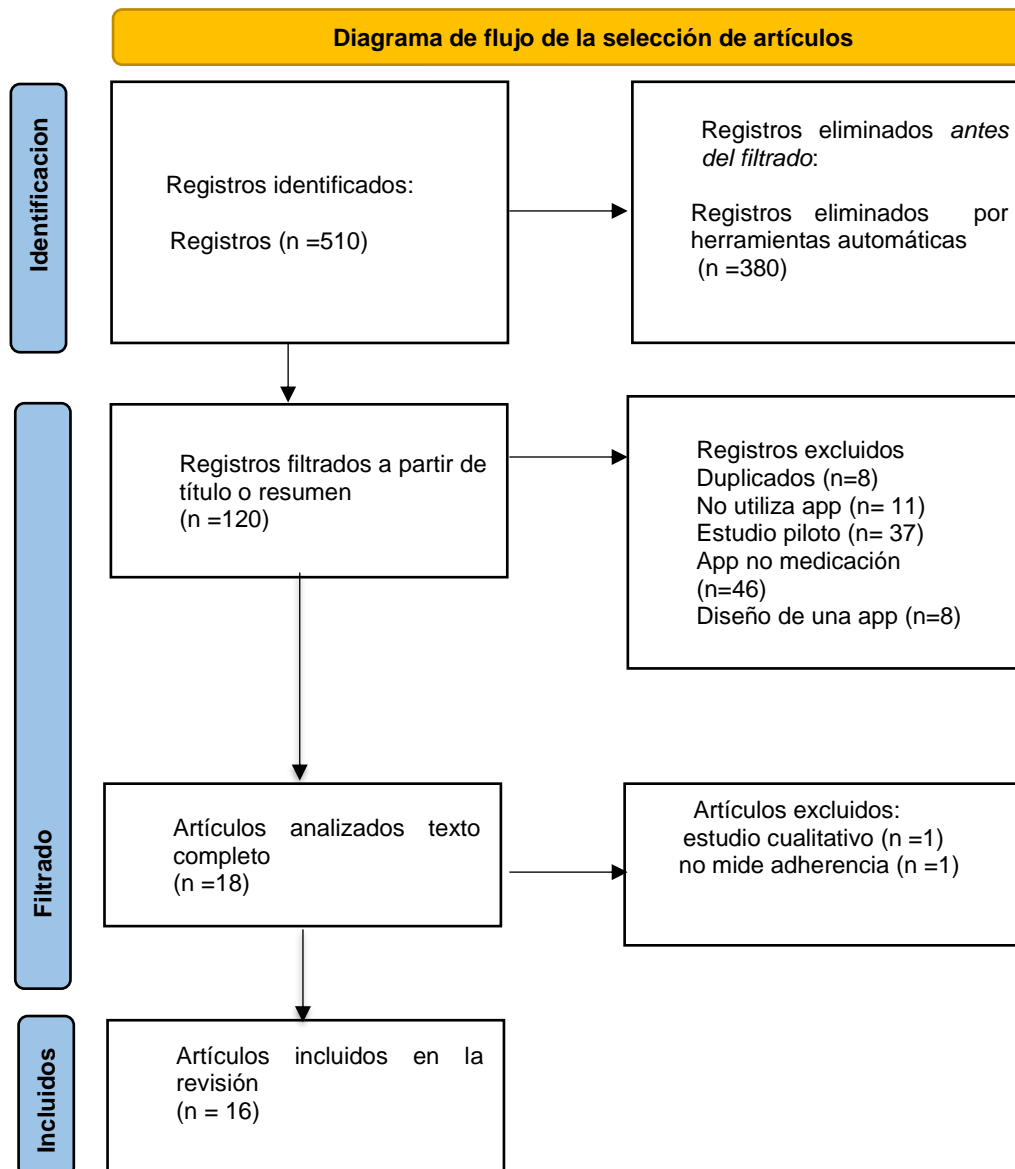 Diagrama de flujo de la selección de artículos
Identificacion
Registros identificados:
Registros (n =510)
Registros eliminados antes
del filtrado:
Registros eliminados por
herramientas automáticas
(n =380)
Filtrado
Registros filtrados a partir de
título o resumen
(n =120)
Registros excluidos
Duplicados (n=8)
No utiliza app (n= 11)
Estudio piloto (n= 37)
App no medicación
(n=46)
Diseño de una app (n=8)
Artículos analizados texto
completo
(n =18)
Artículos excluidos:
estudio cualitativo (n =1)
no mide adherencia (n =1)
Incluidos
Artículos incluidos en la
revisión
(n = 16)